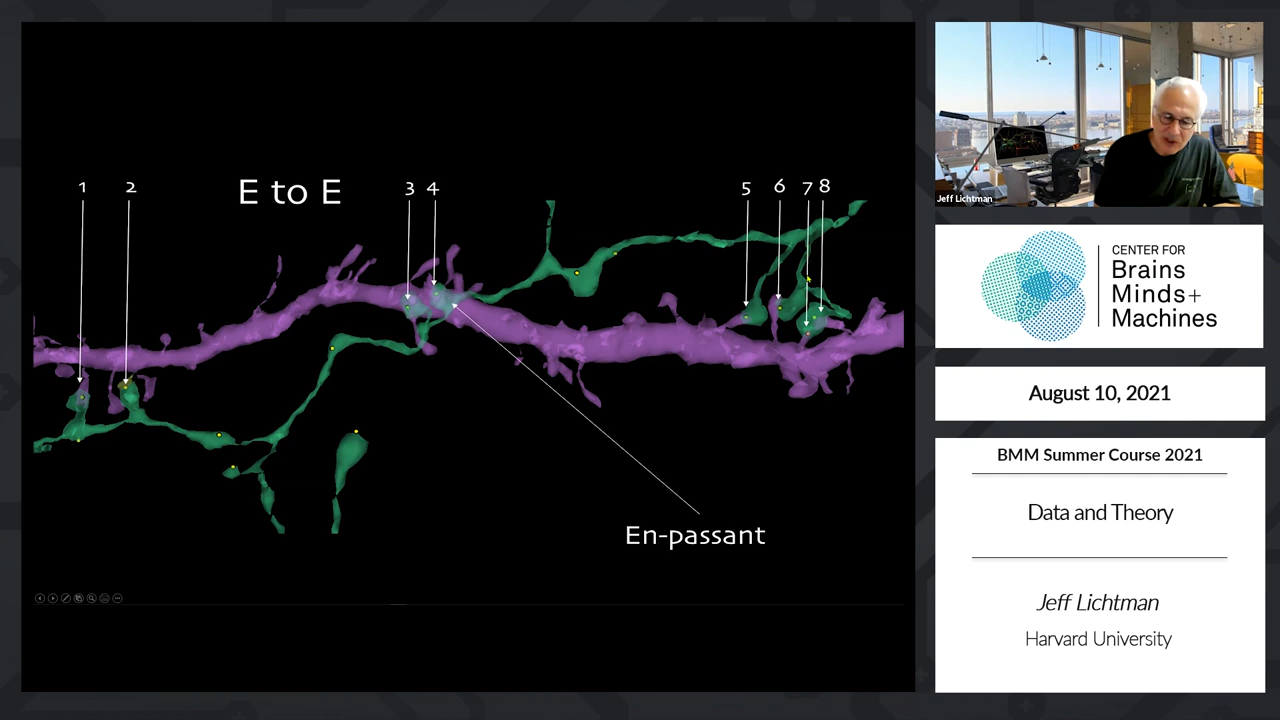 1 2 E to E 3 4 5 6 7 8
En-passant
Jeff Lichtman
CENTER FOR
Brains
Minds+
Machines
August 10, 2021
BMM Summer Course 2021
Data and Theory
Jeff Lichtman
Harvard University